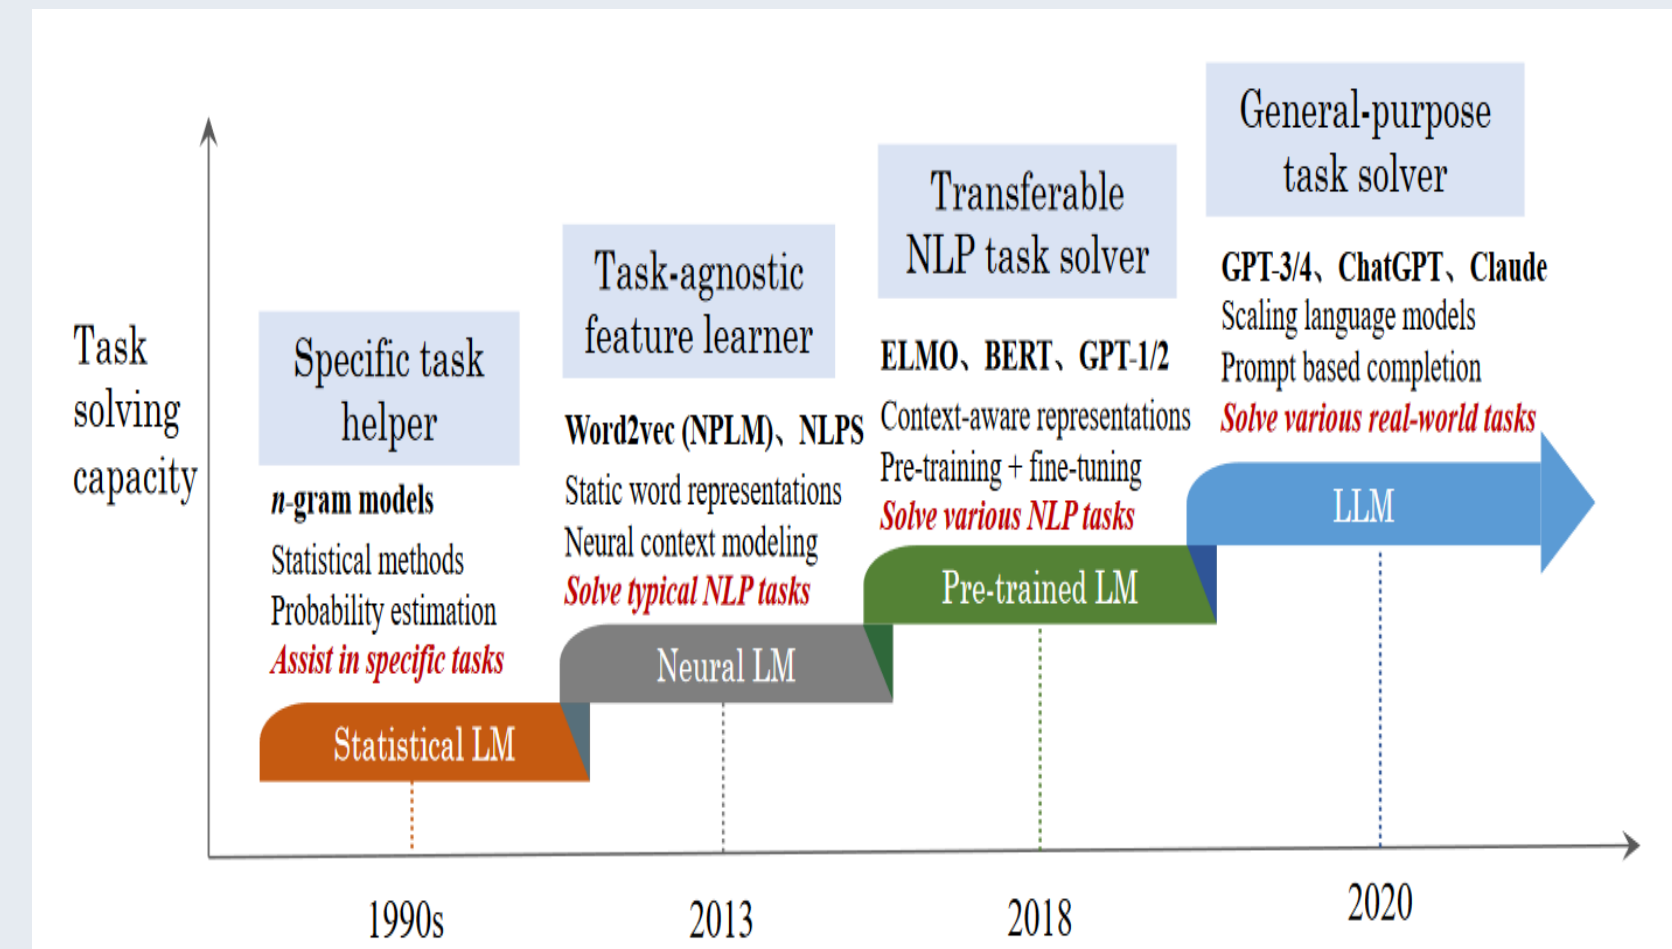 Task
solving
capacity
Specific task
helper
n-gram models
Statistical methods
Probability estimation
Assist in specific tasks
Statistical LM
1990s
Task-agnostic
feature learner
Word2vec (NPLM)、NLPS
Static word representations
Neural context modeling
Solve typical NLP tasks
Neural LM
2013
Transferable
NLP task solver
ELMO、BERT、GPT-1/2
Context-aware representations
Pre-training + fine-tuning
Solve various NLP tasks
Pre-trained LM
2018
General-purpose
task solver
GPT-3/4、ChatGPT、Claude
Scaling language models
Prompt based completion
Solve various real-world tasks
LLM
2020